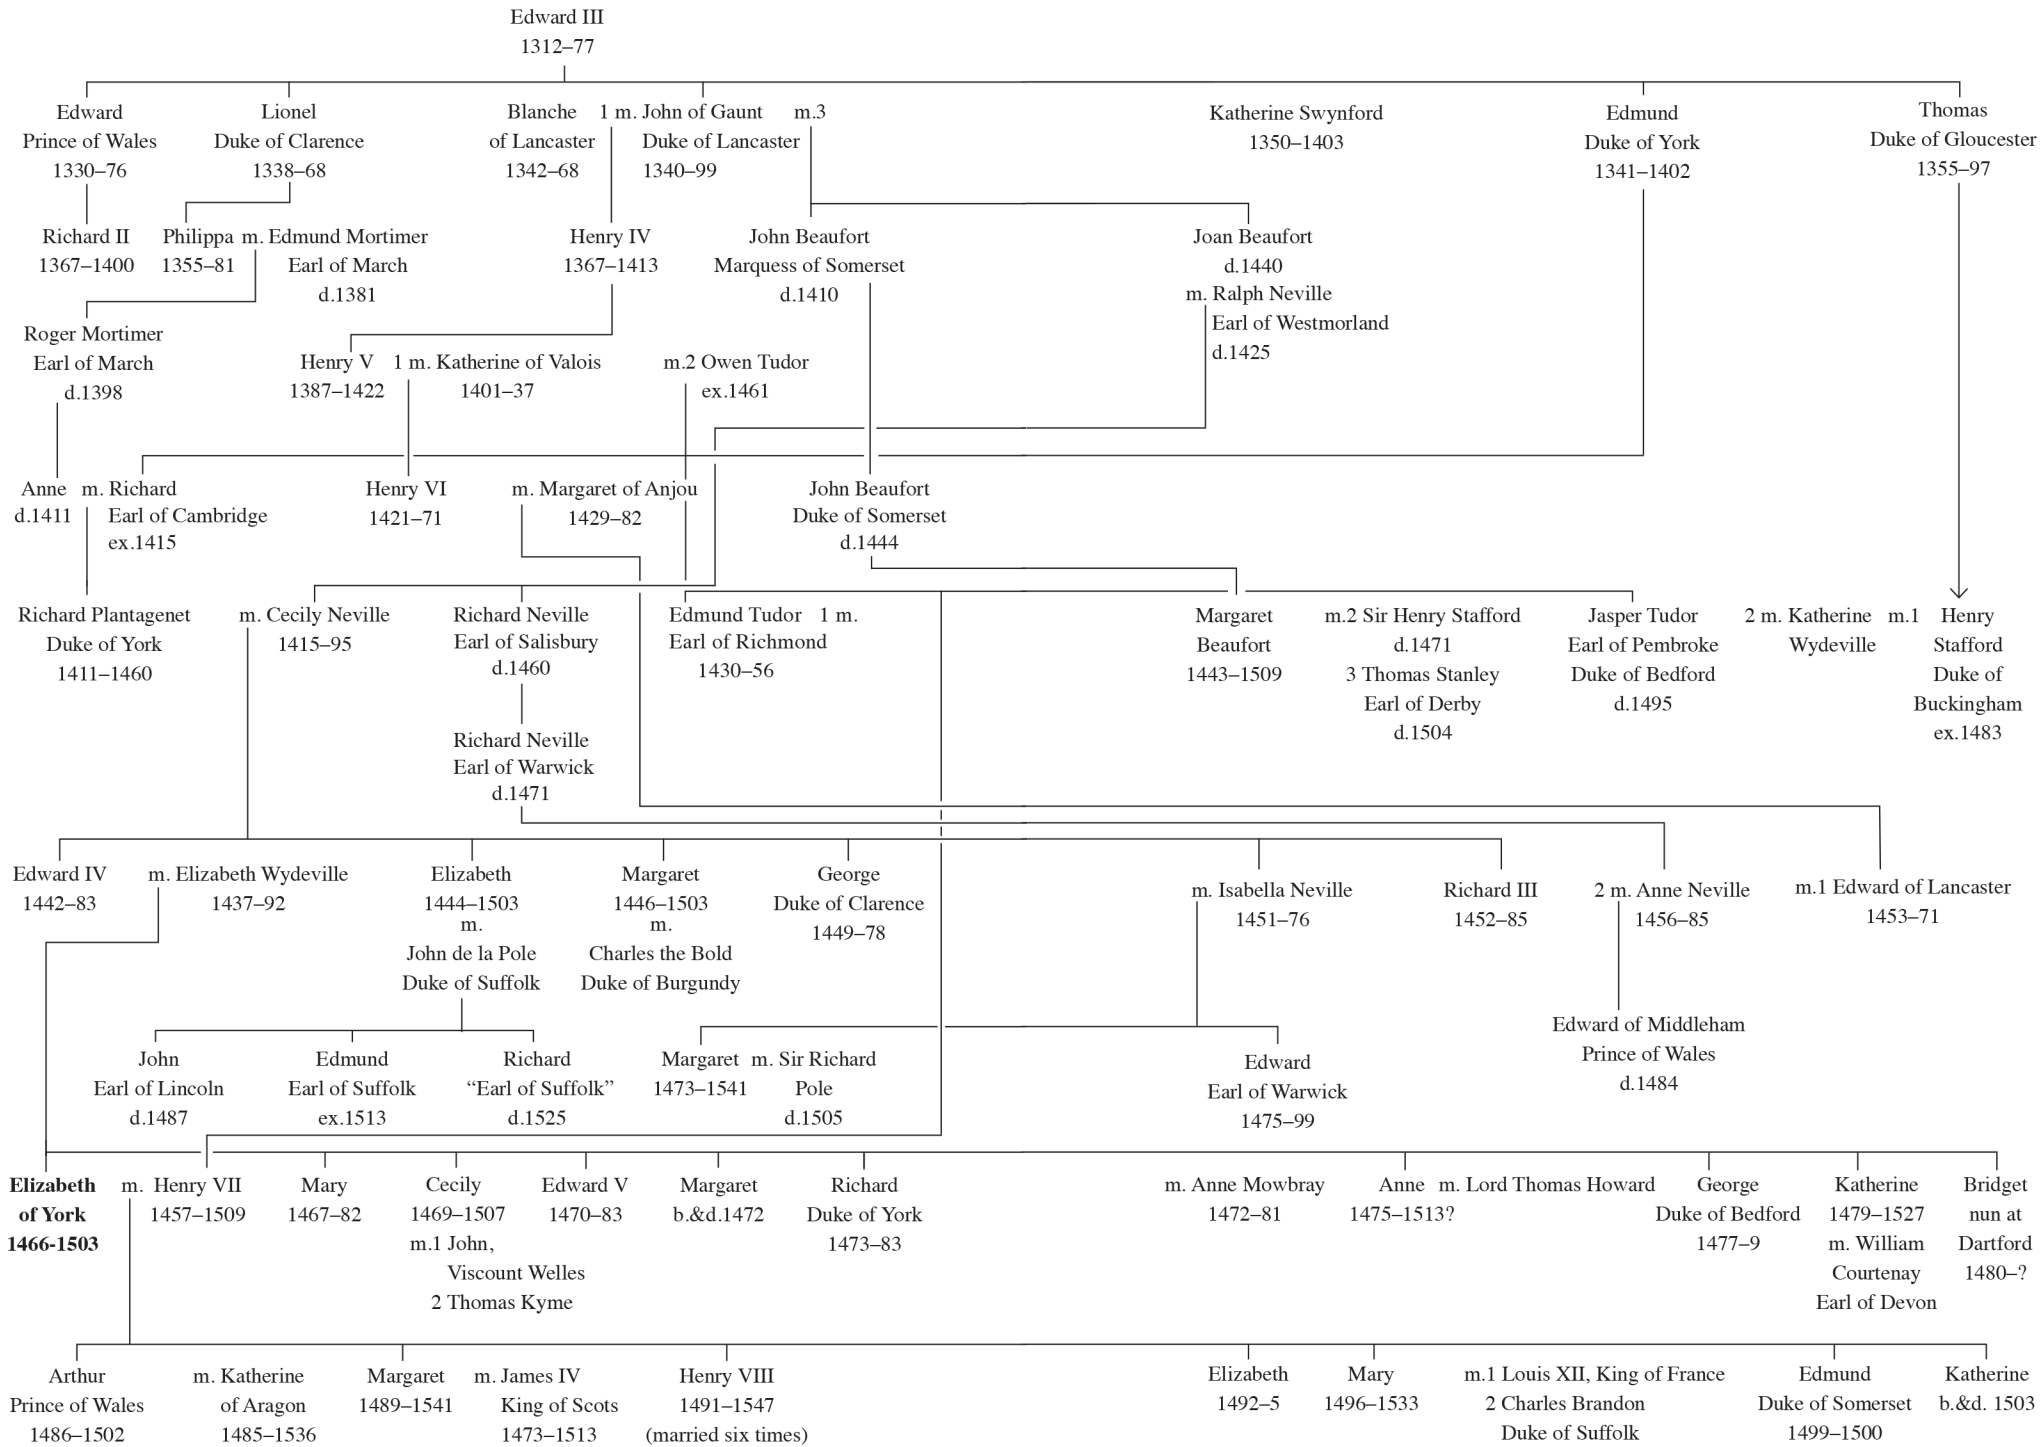 Edward III
1312–77
Edward
Prince of Wales
1330–76
Lionel
Duke of Clarence
1338–68
Blanche
of Lancaster
1342–68
1 m. John of Gaunt
Duke of Lancaster
1340–99
m.3
Katherine Swynford
1350–1403
Edmund
Duke of York
1341–1402
Thomas
Duke of Gloucester
1355–97
Richard II
1367–1400
Philippa
1355–81
m. Edmund Mortimer
Earl of March
d.1381
Henry IV
1367–1413
John Beaufort
Marquess of Somerset
d.1410
Joan Beaufort
d.1440
m. Ralph Neville
Earl of Westmorland
d.1425
Roger Mortimer
Earl of March
d.1398
Henry V
1387–1422
1 m. Katherine of Valois
1401–37
m.2 Owen Tudor
ex.1461
Anne
d.1411
m. Richard
Earl of Cambridge
ex.1415
Henry VI
1421–71
m. Margaret of Anjou
1429–82
John Beaufort
Duke of Somerset
d.1444
Richard Plantagenet
Duke of York
1411–1460
m. Cecily Neville
1415–95
Richard Neville
Earl of Salisbury
d.1460
Edmund Tudor 1 m.
Earl of Richmond
1430–56
Margaret
Beaufort
1443–1509
m.2 Sir Henry Stafford
d.1471
3 Thomas Stanley
Earl of Derby
d.1504
Jasper Tudor
Earl of Pembroke
Duke of Bedford
d.1495
2 m. Katherine m.1
Wydeville
Henry
Stafford
Duke of
Buckingham
ex.1483
Richard Neville
Earl of Warwick
d.1471
Edward IV
1442–83
m. Elizabeth Wydeville
1437–92
Elizabeth
1444–1503
m.
John de la Pole
Duke of Suffolk
Margaret
1446–1503
m.
Charles the Bold
Duke of Burgundy
George
Duke of Clarence
1449–78
m. Isabella Neville
1451–76
Richard III
1452–85
2 m. Anne Neville
1456–85
m.1 Edward of Lancaster
1453–71
John
Earl of Lincoln
d.1487
Edmund
Earl of Suffolk
ex.1513
Richard
“Earl of Suffolk”
d.1525
Margaret
1473–1541
m. Sir Richard
Pole
d.1505
Edward
Earl of Warwick
1475–99
Edward of Middleham
Prince of Wales
d.1484
Elizabeth
of York
1466-1503
m. Henry VII
1457–1509
Mary
1467–82
Cecily
1469–1507
m.1 John,
Viscount Welles
2 Thomas Kyme
Edward V
1470–83
Margaret
b.&d.1472
Richard
Duke of York
1473–83
m. Anne Mowbray
1472–81
Anne
1475–1513?
m. Lord Thomas Howard
George
Duke of Bedford
1477–9
Katherine
1479–1527
m. William
Courtenay
Earl of Devon
Bridget
nun at
Dartford
1480–?
Arthur
Prince of Wales
1486–1502
m. Katherine
of Aragon
1485–1536
Margaret
1489–1541
m. James IV
King of Scots
1473–1513
Henry VIII
1491–1547
(married six times)
Elizabeth
1492–5
Mary
1496–1533
m.1 Louis XII, King of France
2 Charles Brandon
Duke of Suffolk
Edmund
Duke of Somerset
1499–1500
Katherine
b.&d. 1503